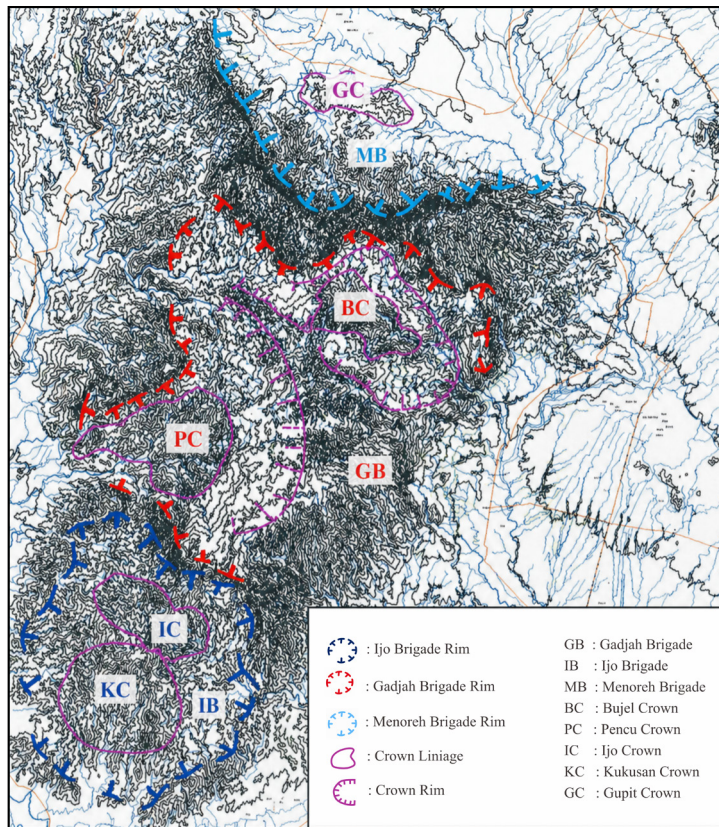 GC
MB
BC
PC
GB
IC
KC
IB
: Ijo Brigade Rim
: Gadjah Brigade Rim
: Menoreh Brigade Rim
: Crown Liniage
: Crown Rim
GB : Gadjah Brigade
IB : Ijo Brigade
MB : Menoreh Brigade
BC : Bujel Crown
PC : Pencu Crown
IC : Ijo Crown
KC : Kukusan Crown
GC : Gupit Crown